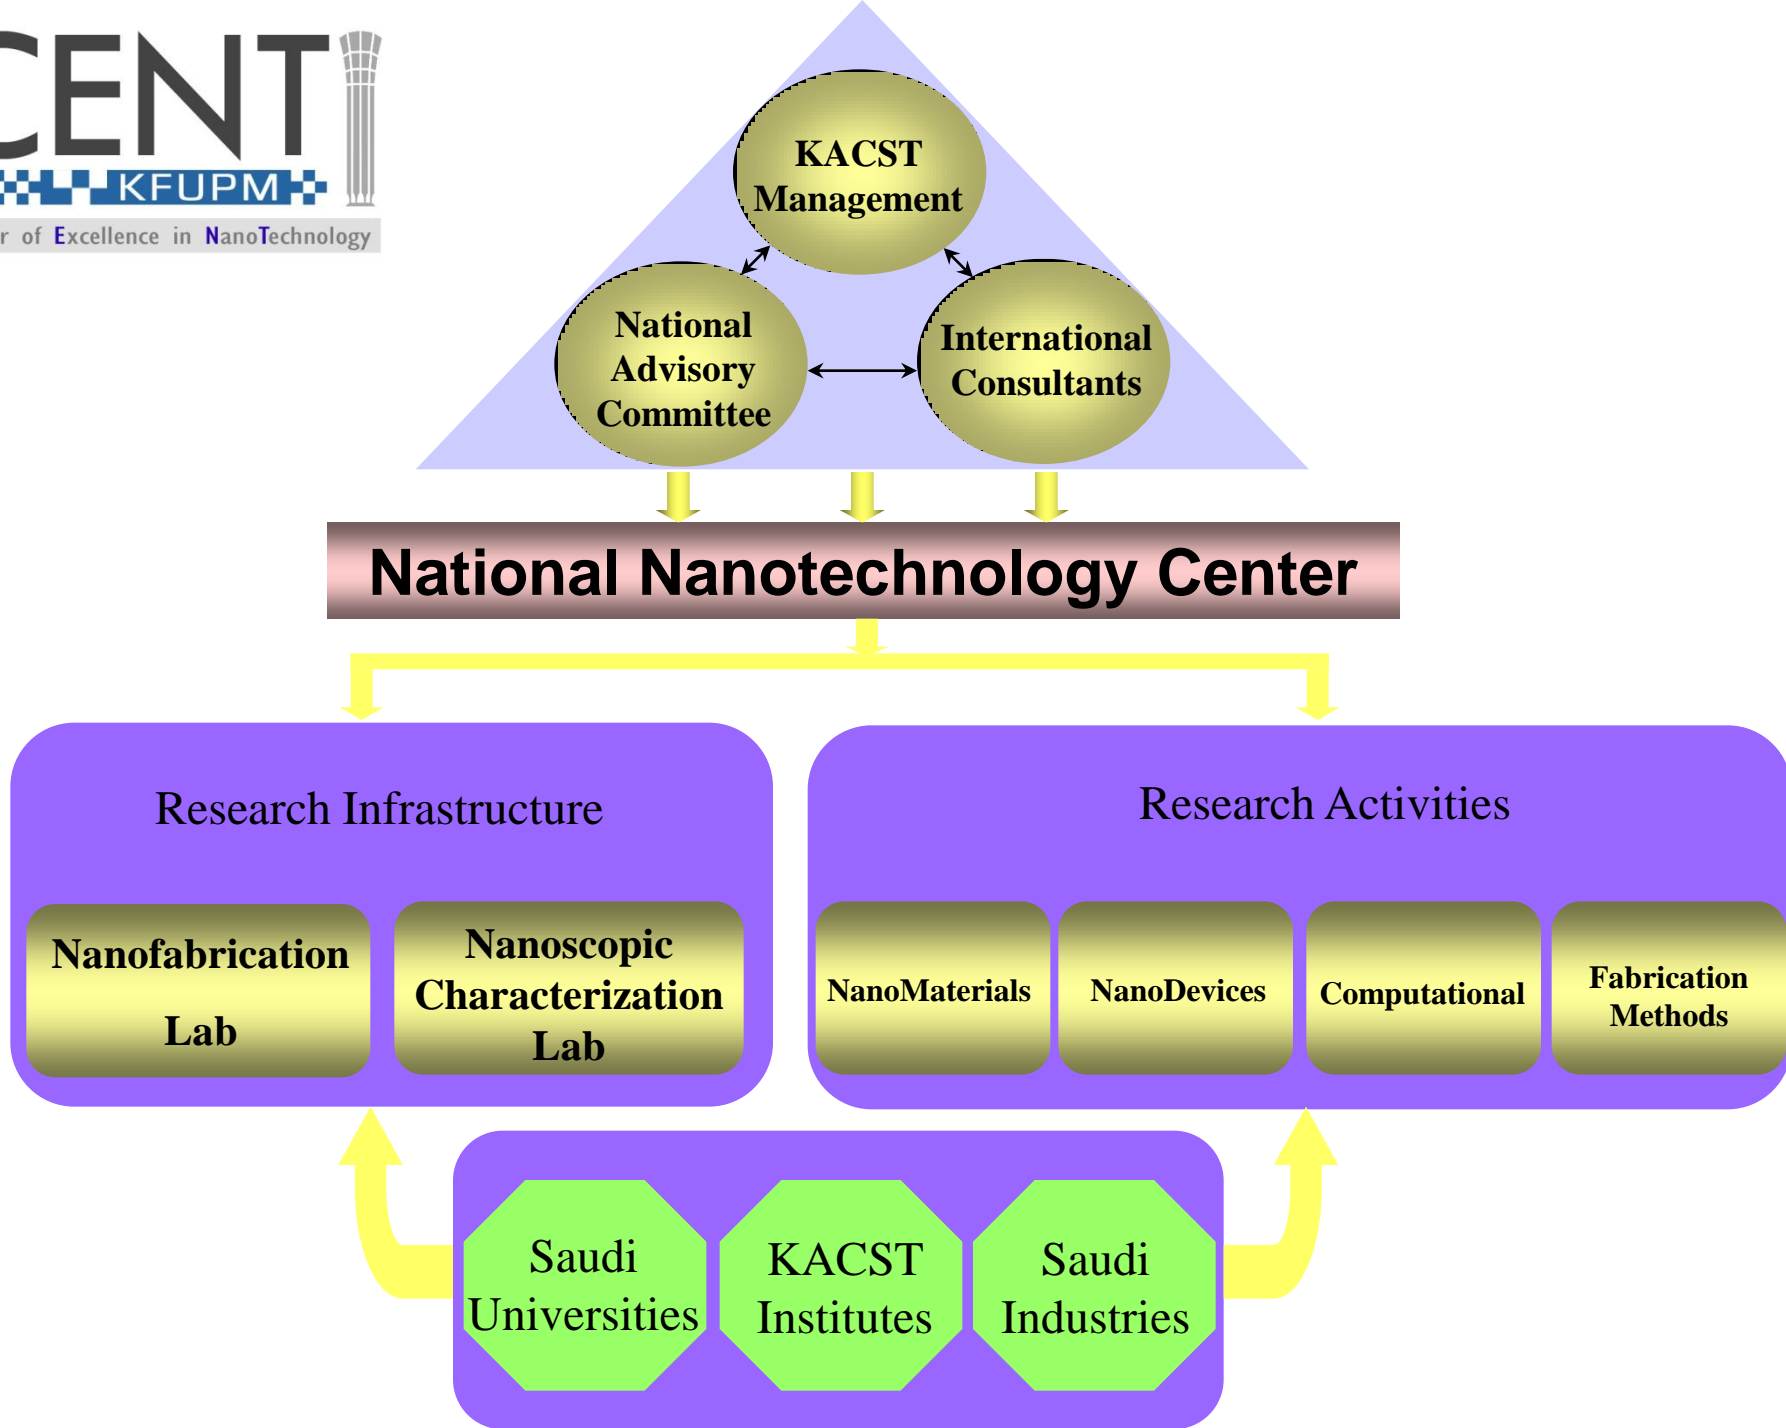 CENT
KFUPM
r of Excellence in NanoTechnology
KACST
Management
National
Advisory
Committee
International
Consultants
National Nanotechnology Center
Research Infrastructure
Nanofabrication
Lab
Nanoscopic
Characterization
Lab
Research Activities
NanoMaterials
NanoDevices
Computational
Fabrication
Methods
Saudi
Universities
KACST
Institutes
Saudi
Industries